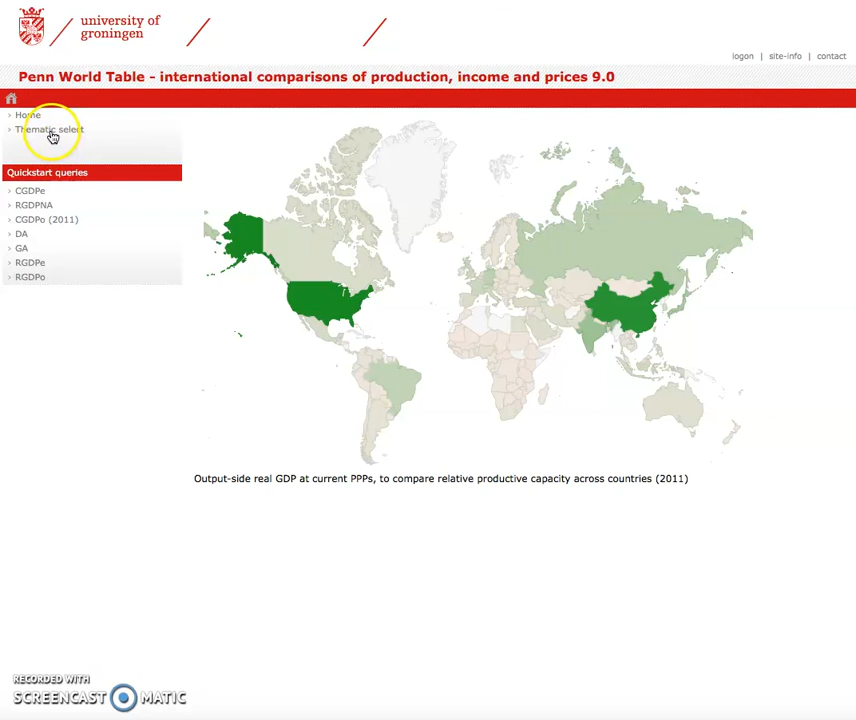 university of
groningen
logon | site-info | contact
Penn World Table - international comparisons of production, income and prices 9.0
Home
Thematic select
Quickstart queries
CGDPe
RGDPNA
CGDPo (2011)
DA
GA
RGDPe
RGDPo
Output-side real GDP at current PPPs, to compare relative productive capacity across countries (2011)
RECORDED WITH
SCREENCAST MATIC